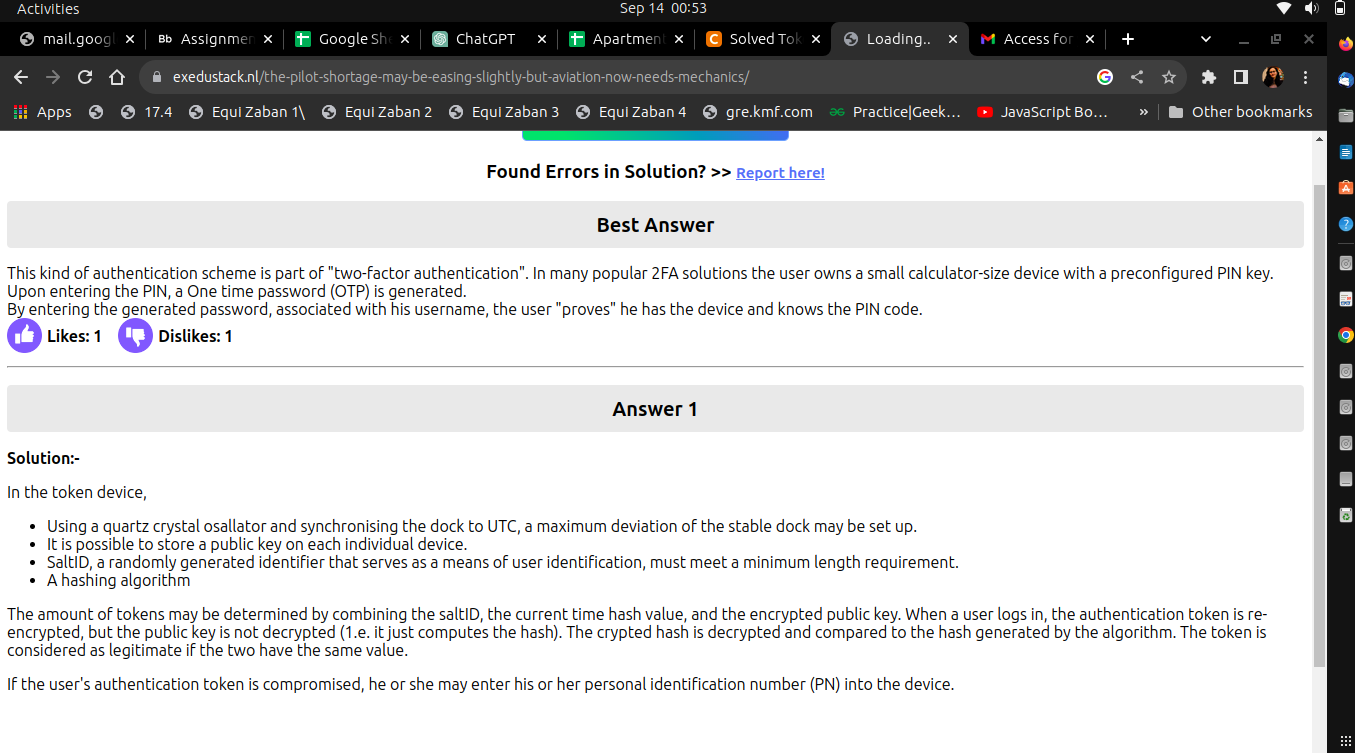 Activities
Sep 14 00:53
mail.googl
Bb Assignmen
Google She
ChatGPT
Apartmen
C Solved Tok
Loading..
Access for
exedustack.nl/the-pilot-shortage-may-be-easing-slightly-but-aviation-now-needs-mechanics/
Apps
17.4
Equi Zaban 1\
Equi Zaban 2
Equi Zaban 3
Equi Zaban 4
gre.kmf.com
Practice|Geek...
JavaScript Bo...
»
Other bookmarks
Found Errors in Solution? >> Report here!
Best Answer
This kind of authentication scheme is part of "two-factor authentication". In many popular 2FA solutions the user owns a small calculator-size device with a preconfigured PIN key.
Upon entering the PIN, a One time password (OTP) is generated.
By entering the generated password, associated with his username, the user "proves" he has the device and knows the PIN code.
Likes: 1 Dislikes: 1
Answer 1
Solution:-
In the token device,
• Using a quartz crystal osallator and synchronising the dock to UTC, a maximum deviation of the stable dock may be set up.
• It is possible to store a public key on each individual device.
• SaltID, a randomly generated identifier that serves as a means of user identification, must meet a minimum length requirement.
• A hashing algorithm
The amount of tokens may be determined by combining the saltID, the current time hash value, and the encrypted public key. When a user logs in, the authentication token is re-
encrypted, but the public key is not decrypted (1.e. it just computes the hash). The crypted hash is decrypted and compared to the hash generated by the algorithm. The token is
considered as legitimate if the two have the same value.
If the user's authentication token is compromised, he or she may enter his or her personal identification number (PN) into the device.